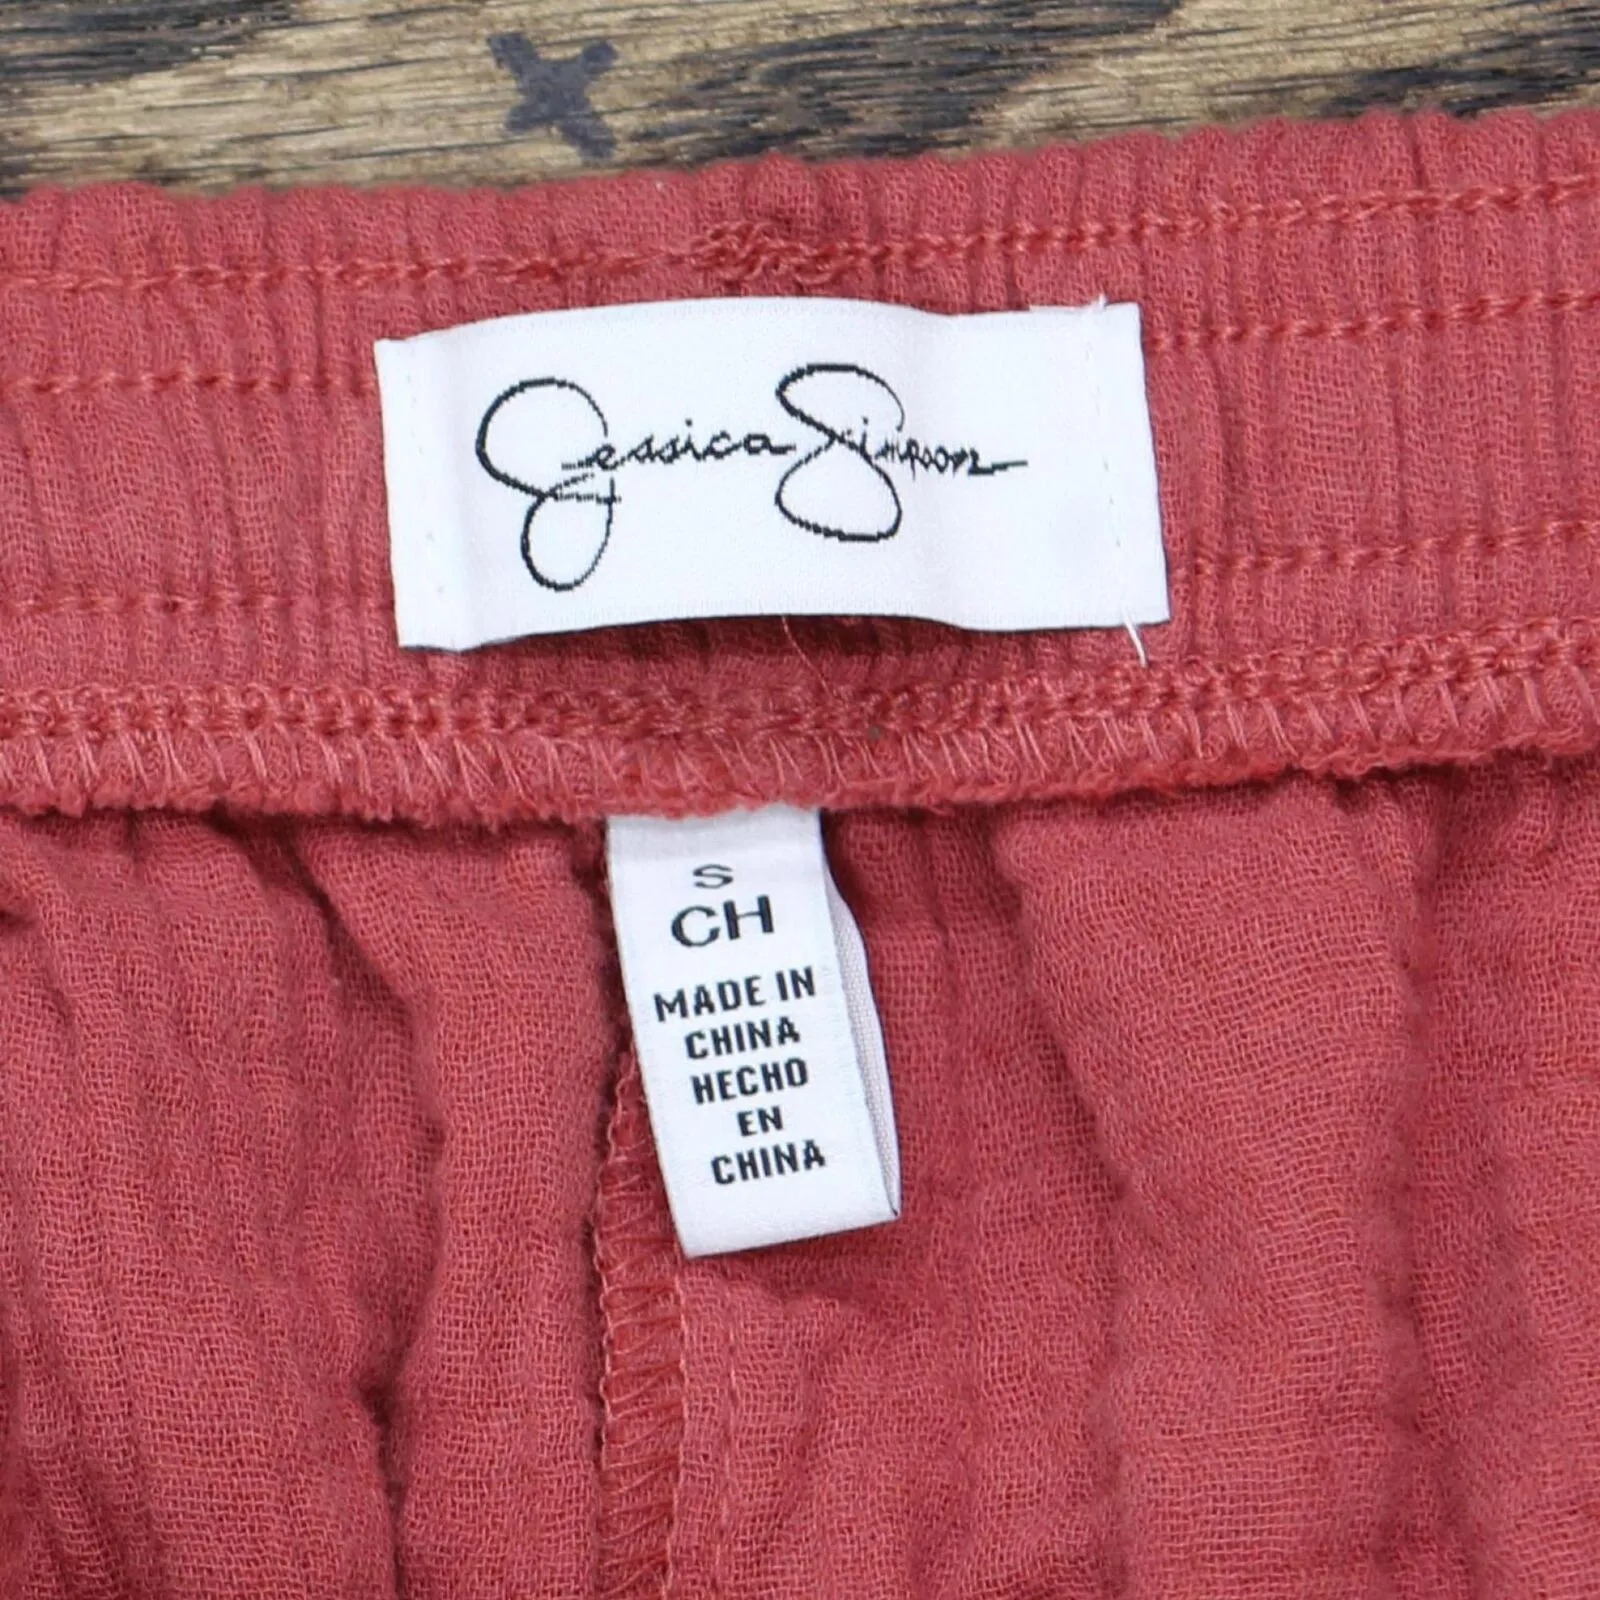 Jessica Simpson
S
CH
MADE IN
CHINA
HECHO
EN
CHINA